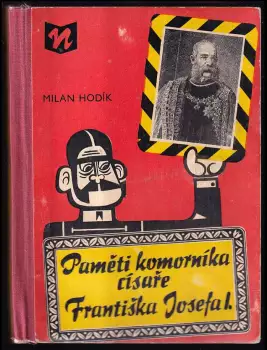 n
MILAN HODÍK
Paměti komorníka
císaře
Františka Josefa I.